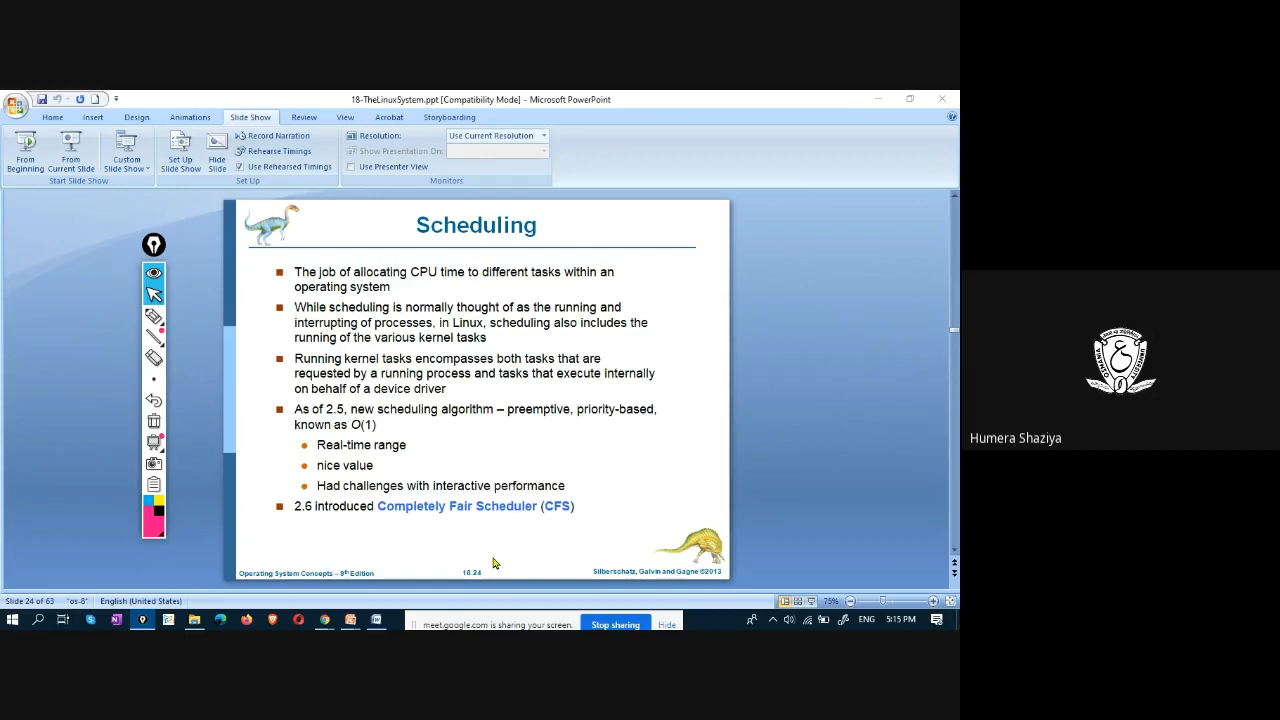 18-TheLinuxSystem.ppt [Compatibility Mode] - Microsoft PowerPoint
Home Insert Design Animations Slide Show Review View Acrobat Storyboarding
From Beginning
From Current Slide
Custom Slide Show
Start Slide Show
Set Up Slide Show
Hide Slide
Record Narration
Rehearse Timings
Use Rehearsed Timings
Set Up
Resolution: Use Current Resolution
Show Presentation On:
Use Presenter View
Monitors
Scheduling
The job of allocating CPU time to different tasks within an
operating system
While scheduling is normally thought of as the running and
interrupting of processes, in Linux, scheduling also includes the
running of the various kernel tasks
Running kernel tasks encompasses both tasks that are
requested by a running process and tasks that execute internally
on behalf of a device driver
As of 2.5, new scheduling algorithm – preemptive, priority-based,
known as O(1)
Real-time range
nice value
Had challenges with interactive performance
2.6 introduced Completely Fair Scheduler (CFS)
Operating System Concepts – 9th Edition 18.24 Silberschatz, Galvin and Gagne ©2013
Humera Shaziya
Slide 24 of 63 "os-8" English (United States) 75%
meet.google.com is sharing your screen. Stop sharing Hide
ENG 5:15 PM